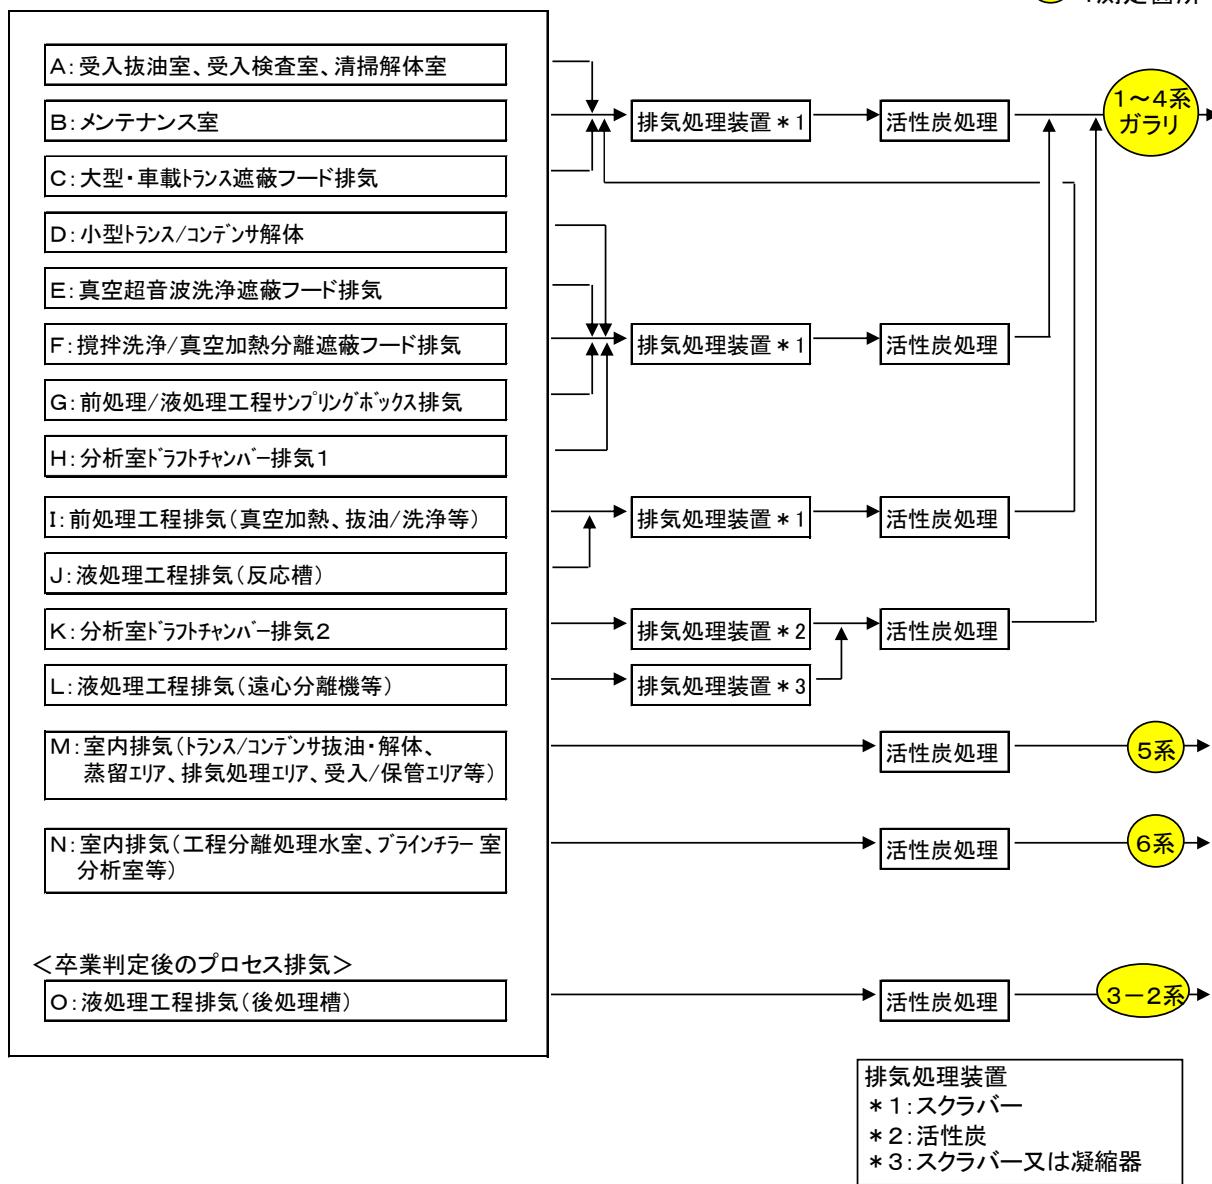 :測定箇所
A:受入抜油室、受入検査室、清掃解体室
B:メンテナンス室
C:大型・車載トランス遮蔽フード排気
D:小型トランス/コンデンサ解体
E:真空超音波洗浄遮蔽フード排気
F:攪拌洗浄/真空加熱分離遮蔽フード排気
G:前処理/液処理工程サンプリングボックス排気
H:分析室ドラフトチャンバー排気1
I:前処理工程排気(真空加熱、抜油/洗浄等)
J:液処理工程排気(反応槽)
K:分析室ドラフトチャンバー排気2
L:液処理工程排気(遠心分離機等)
M:室内排気(トランス/コンデンサ抜油・解体、
蒸留エリア、排気処理エリア、受入/保管エリア等)
N:室内排気(工程分離処理水室、ブラインチラー室
分析室等)
<卒業判定後のプロセス排気>
O:液処理工程排気(後処理槽)
排気処理装置*1
活性炭処理
1~4系
ガラリ
排気処理装置*1
活性炭処理
排気処理装置*1
活性炭処理
排気処理装置*2
活性炭処理
排気処理装置*3
活性炭処理
5系
活性炭処理
6系
活性炭処理
3-2系
排気処理装置
*1:スクラバー
*2:活性炭
*3:スクラバー又は凝縮器